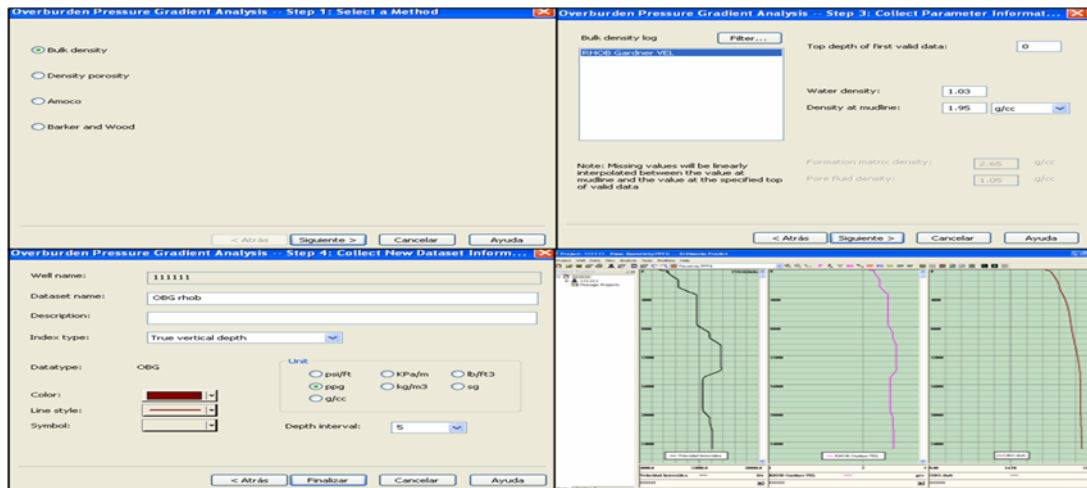 Overburden Pressure Gradient Analysis -- Step 1: Select a Method
Bulk density
Density porosity
Amoco
Barker and Wood
< Atrás
Siguiente >
Cancelar
Ayuda
Overburden Pressure Gradient Analysis -- Step 3: Collect Parameter Informat...
Bulk density log
Filter...
RHOB Gardner VEL
Top depth of first valid data:
0
Water density:
1.03
Density at mudline:
1.95
g/cc
Note: Missing values will be linearly
interpolated between the value at
mudline and the value at the specified top
of valid data
Formation matrix density:
2.65
g/cc
Pore fluid density:
1.05
g/cc
< Atrás
Siguiente >
Cancelar
Ayuda
Overburden Pressure Gradient Analysis -- Step 4: Collect New Dataset Inform...
Well name:
111111
Dataset name:
OBG rhob
Description:
Index type:
True vertical depth
Datatype:
OBG
Color:
Line style:
Symbol:
Unit
psi/ft
KPa/m
lb/ft3
ppg
kg/m3
sg
g/cc
Depth interval:
5
< Atrás
Finalizar
Cancelar
Ayuda
RHOB Gardner VEL